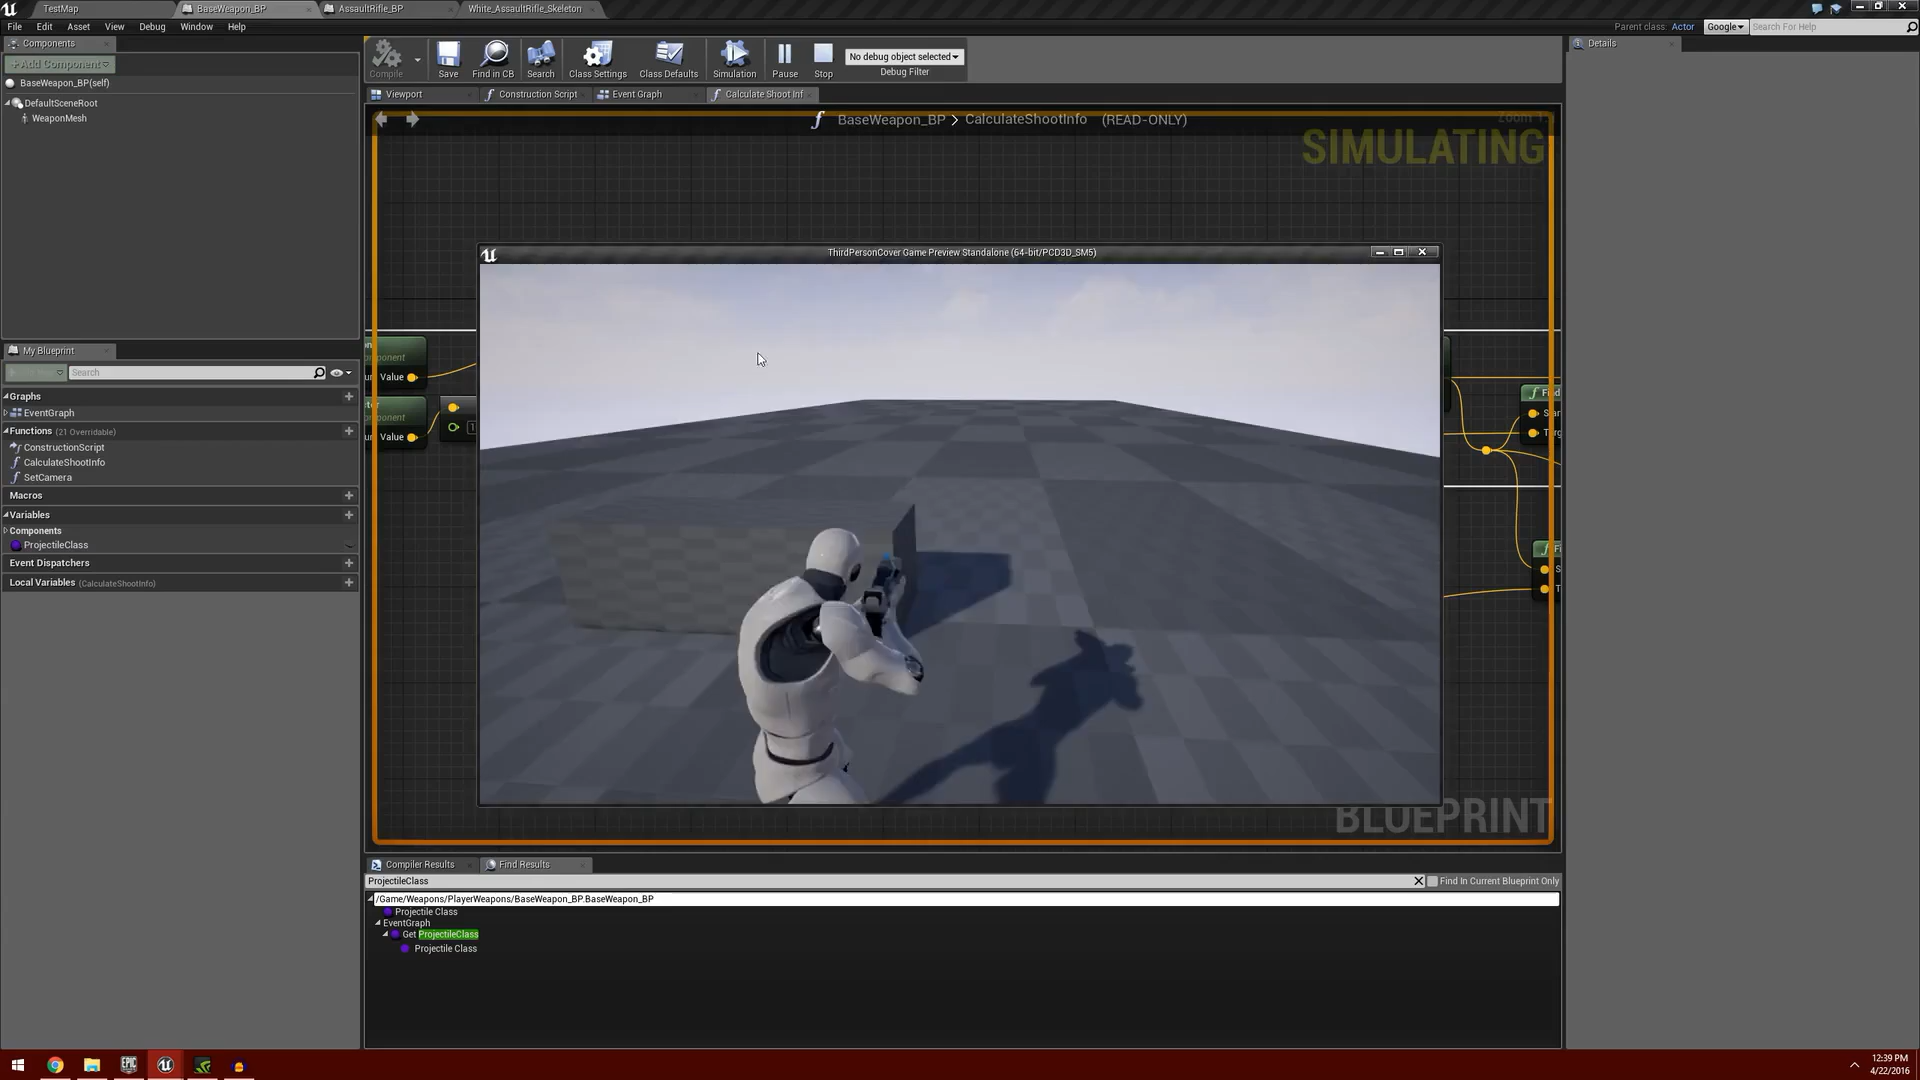 TestMap
BaseWeapon_BP
AssaultRifle_BP
White_AssaultRifle_Skeleton
File Edit Asset View Debug Window Help
Parent class: Actor
Google
Search For Help
Components
+Add Component
BaseWeapon_BP(self)
DefaultSceneRoot
WeaponMesh
Compile
Save
Find in CB
Search
Class Settings
Class Defaults
Simulation
Pause
Stop
No debug object selected
Debug Filter
Details
Viewport
Construction Script
Event Graph
Calculate Shoot Inf
BaseWeapon_BP > CalculateShootInfo (READ-ONLY)
SIMULATING
ThirdPersonCover Game Preview Standalone (64-bit/PCD3D_SM5)
Value
Value
Find
BLUEPRINT
My Blueprint
Search
Graphs
EventGraph
Functions (21 Overridable)
ConstructionScript
CalculateShootInfo
SetCamera
Macros
Variables
Components
ProjectileClass
Event Dispatchers
Local Variables (CalculateShootInfo)
Compiler Results
Find Results
ProjectileClass
Find In Current Blueprint Only
/Game/Weapons/PlayerWeapons/BaseWeapon_BP.BaseWeapon_BP
Projectile Class
EventGraph
Get ProjectileClass
Projectile Class
EPIC
12:39 PM
4/22/2016